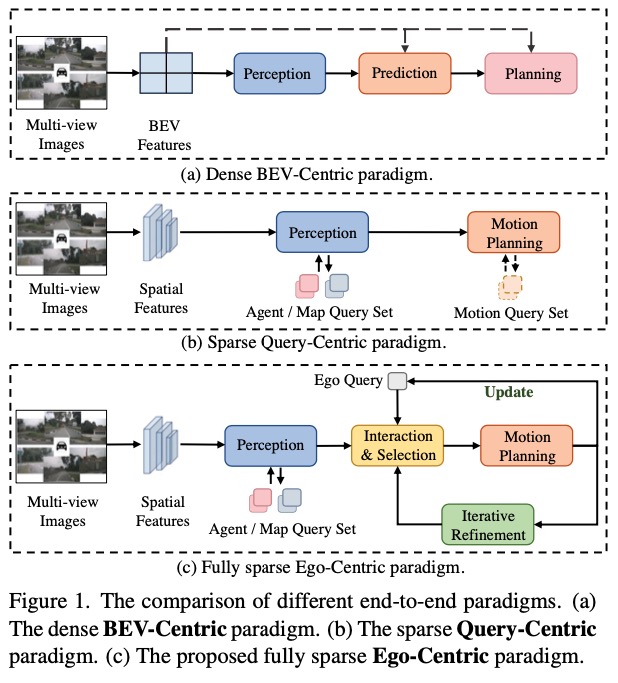 Multi-view
Images
BEV
Features
Perception
Prediction
Planning
(a) Dense BEV-Centric paradigm.
Multi-view
Images
Spatial
Features
Perception
Agent / Map Query Set
Motion
Planning
Motion Query Set
(b) Sparse Query-Centric paradigm.
Ego Query
Update
Multi-view
Images
Spatial
Features
Perception
Agent / Map Query Set
Interaction
& Selection
Motion
Planning
Iterative
Refinement
(c) Fully sparse Ego-Centric paradigm.
Figure 1. The comparison of different end-to-end paradigms. (a)
The dense BEV-Centric paradigm. (b) The sparse Query-Centric
paradigm. (c) The proposed fully sparse Ego-Centric paradigm.